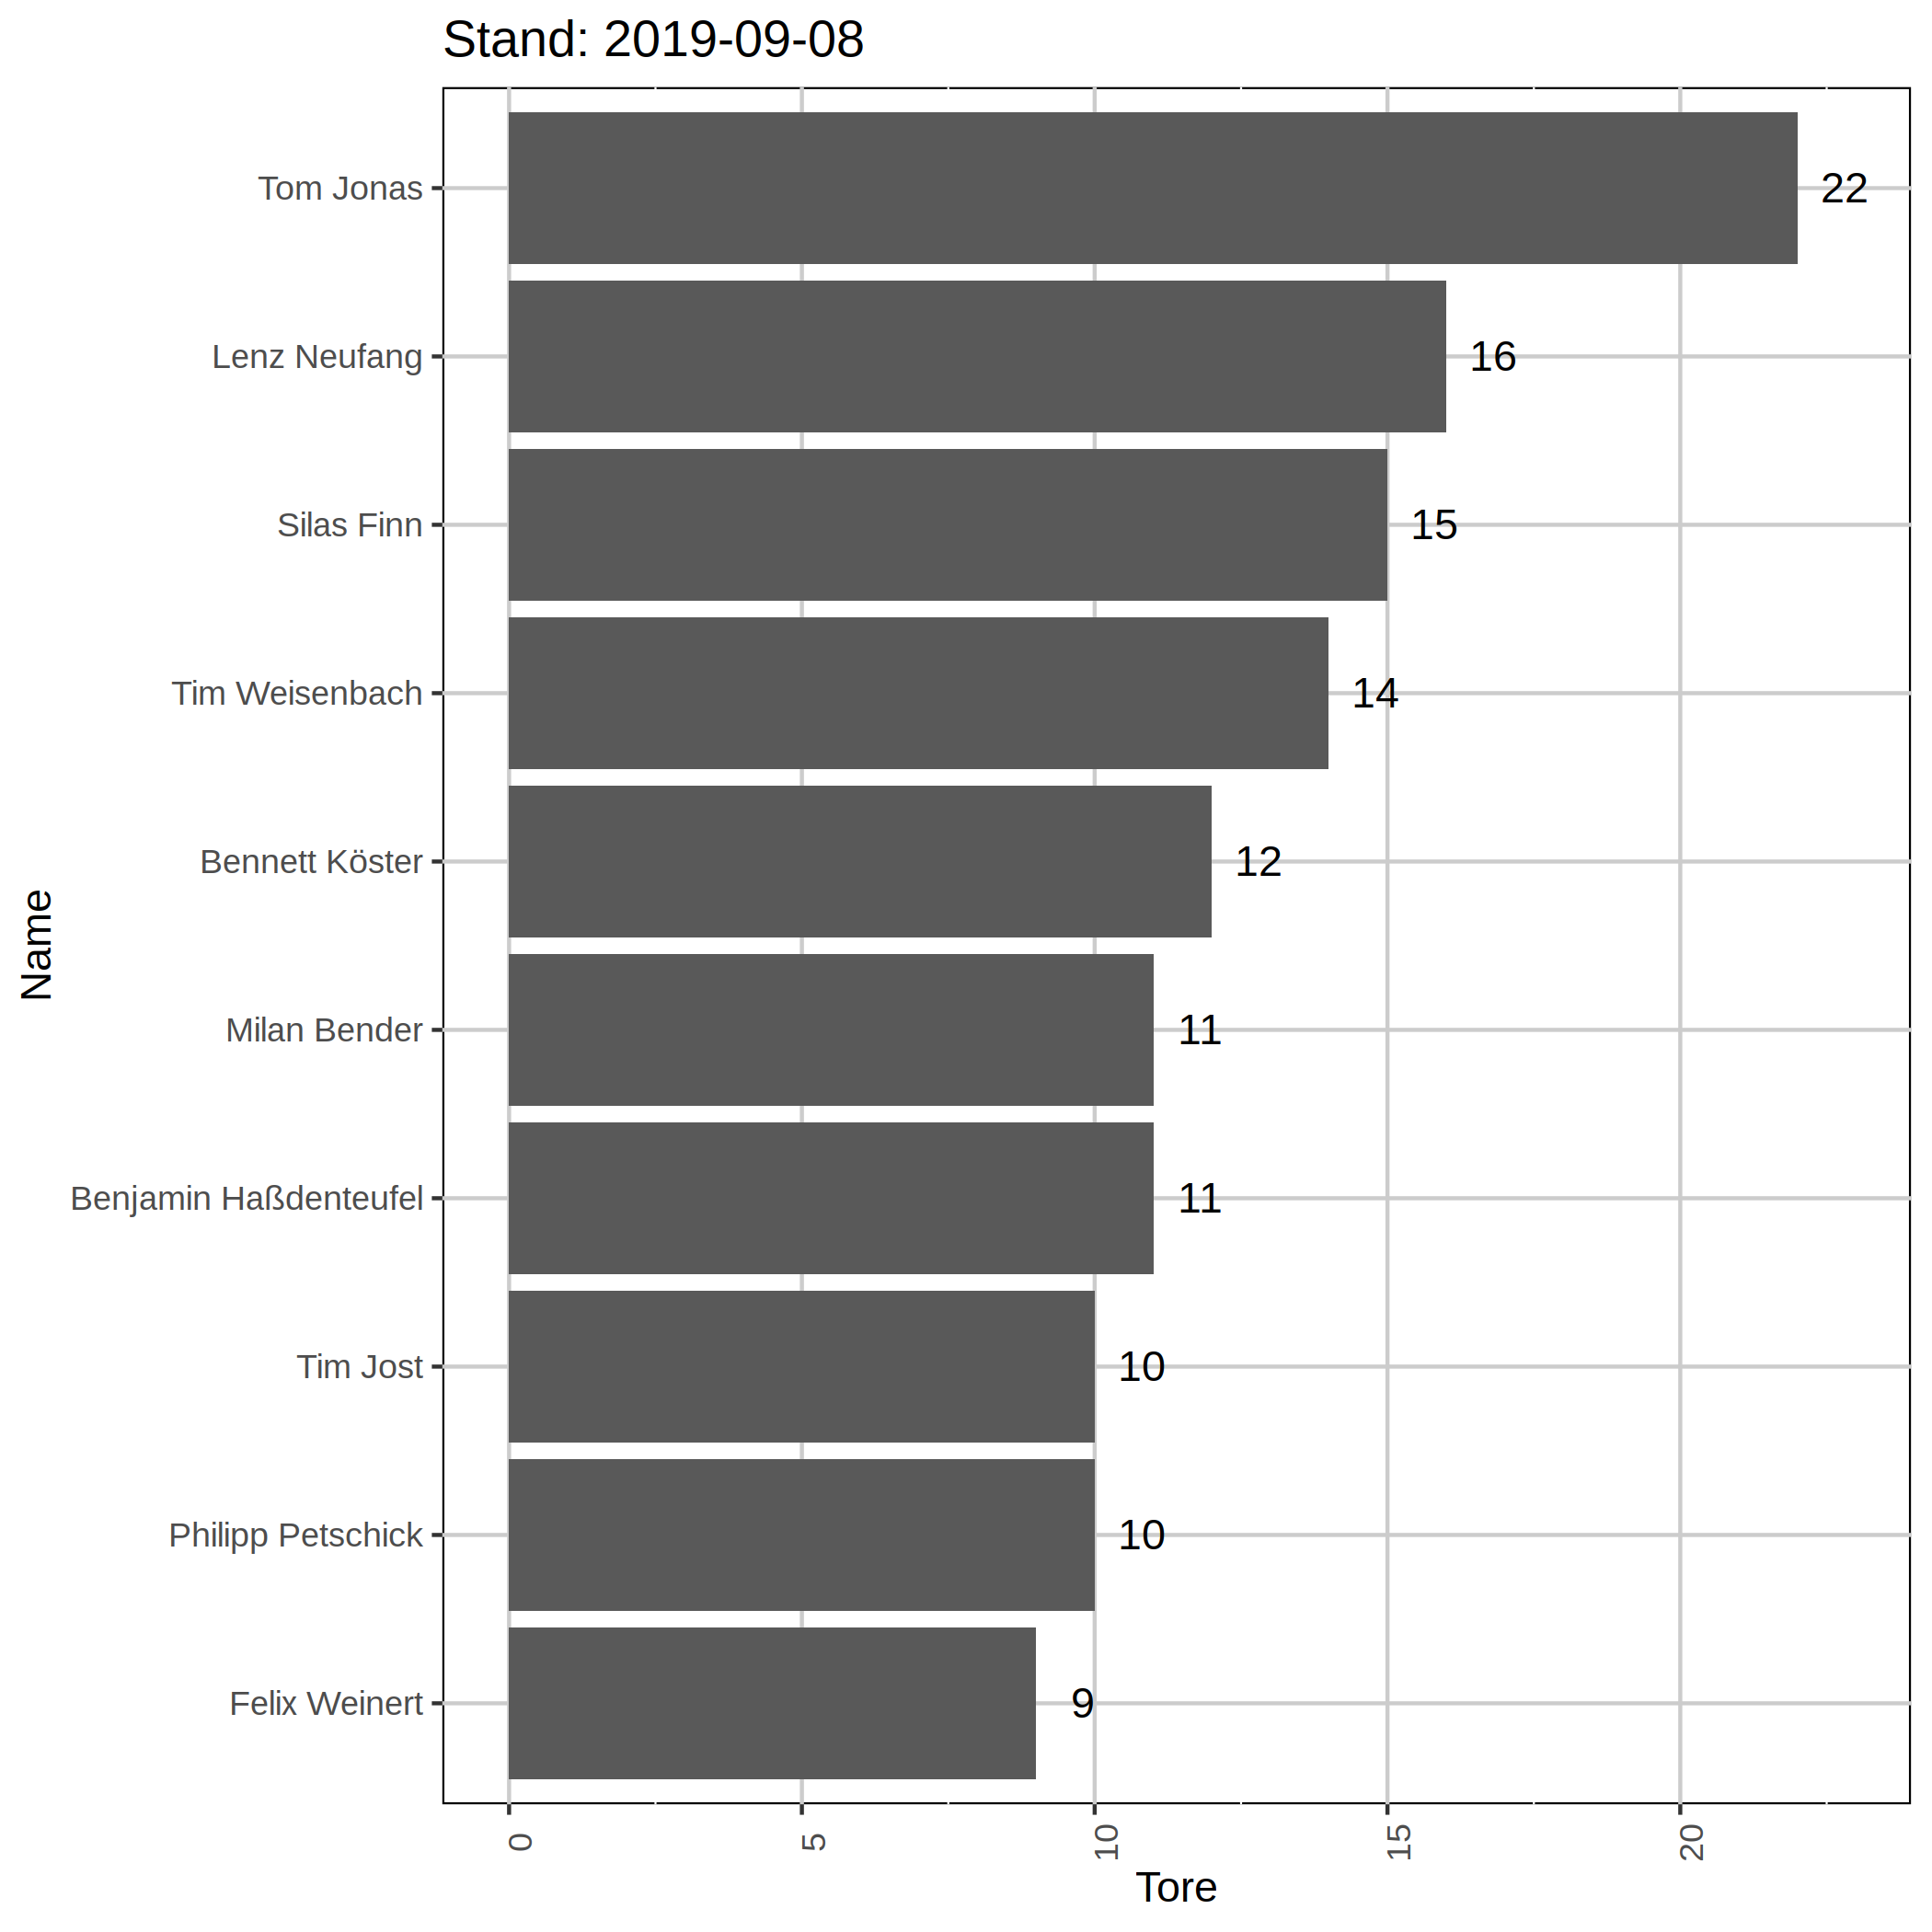 Stand: 2019-09-08
Name
Tom Jonas 22
Lenz Neufang 16
Silas Finn 15
Tim Weisenbach 14
Bennett Köster 12
Milan Bender 11
Benjamin Haßdenteufel 11
Tim Jost 10
Philipp Petschick 10
Felix Weinert 9
0 5 10 15 20
Tore